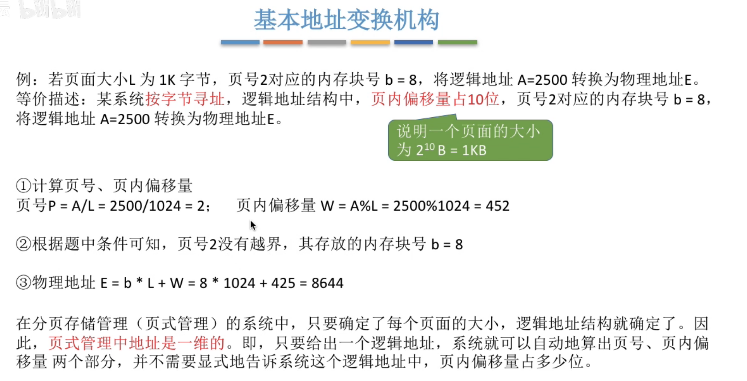 bilibili
基本地址变换机构
例：若页面大小L 为 1K 字节，页号2对应的内存块号 b = 8，将逻辑地址 A=2500 转换为物理地址E。
等价描述：某系统按字节寻址，逻辑地址结构中，页内偏移量占10位，页号2对应的内存块号 b = 8，
将逻辑地址 A=2500 转换为物理地址E。
说明一个页面的大小
为 2¹⁰ B = 1KB
①计算页号、页内偏移量
页号P = A/L = 2500/1024 = 2； 页内偏移量 W = A%L = 2500%1024 = 452
②根据题中条件可知，页号2没有越界，其存放的内存块号 b = 8
③物理地址 E = b * L + W = 8 * 1024 + 425 = 8644
在分页存储管理（页式管理）的系统中，只要确定了每个页面的大小，逻辑地址结构就确定了。因
此，页式管理中地址是一维的。即，只要给出一个逻辑地址，系统就可以自动地算出页号、页内偏
移量 两个部分，并不需要显式地告诉系统这个逻辑地址中，页内偏移量占多少位。